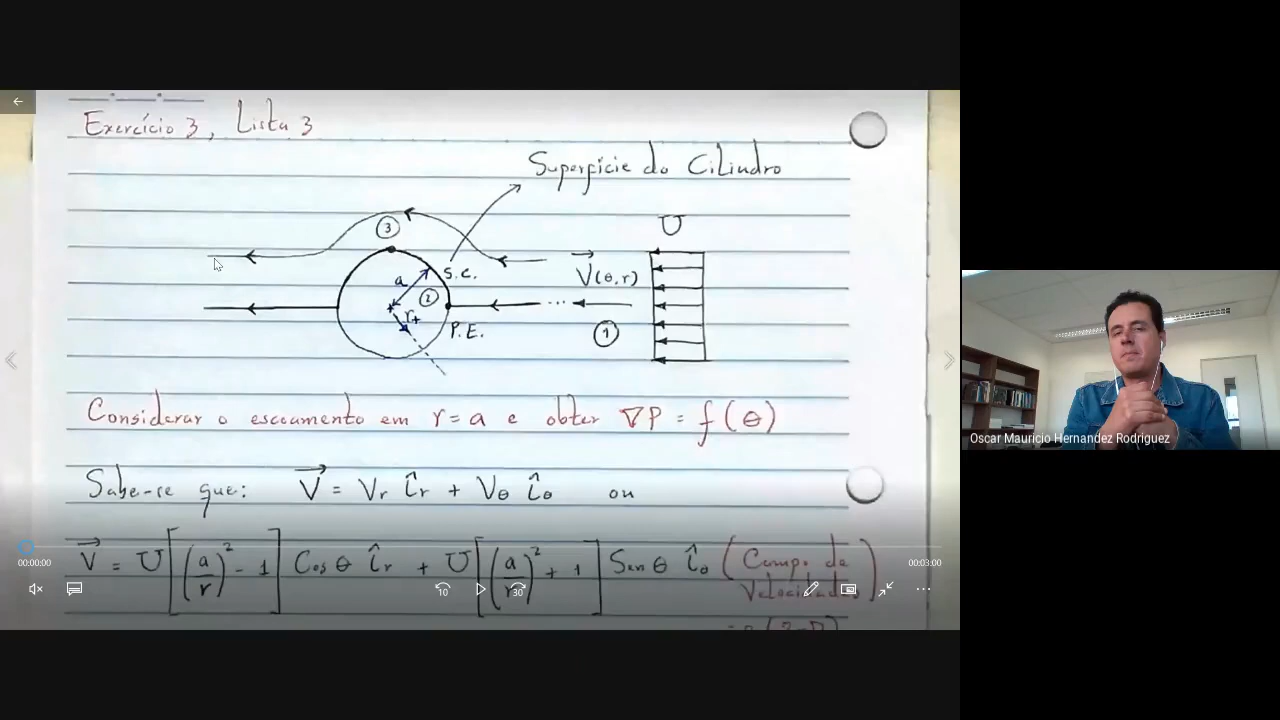 Exercício 3, Lista 3
Superfície do Cilindro
U
3
a
S.C.
V(θ,r)
2
r+
P.E.
1
Considerar o escoamento em r=a e obter ∇P = f(θ)
Sabe-se que: V⃗ = Vr îr + Vθ îθ ou
V⃗ = U[(a/r)² - 1] Cos θ îr + U[(a/r)² + 1] Sen θ îθ (Campo de
Velocidades)
00:00:00
00:03:00
10
30
Oscar Mauricio Hernandez Rodriguez